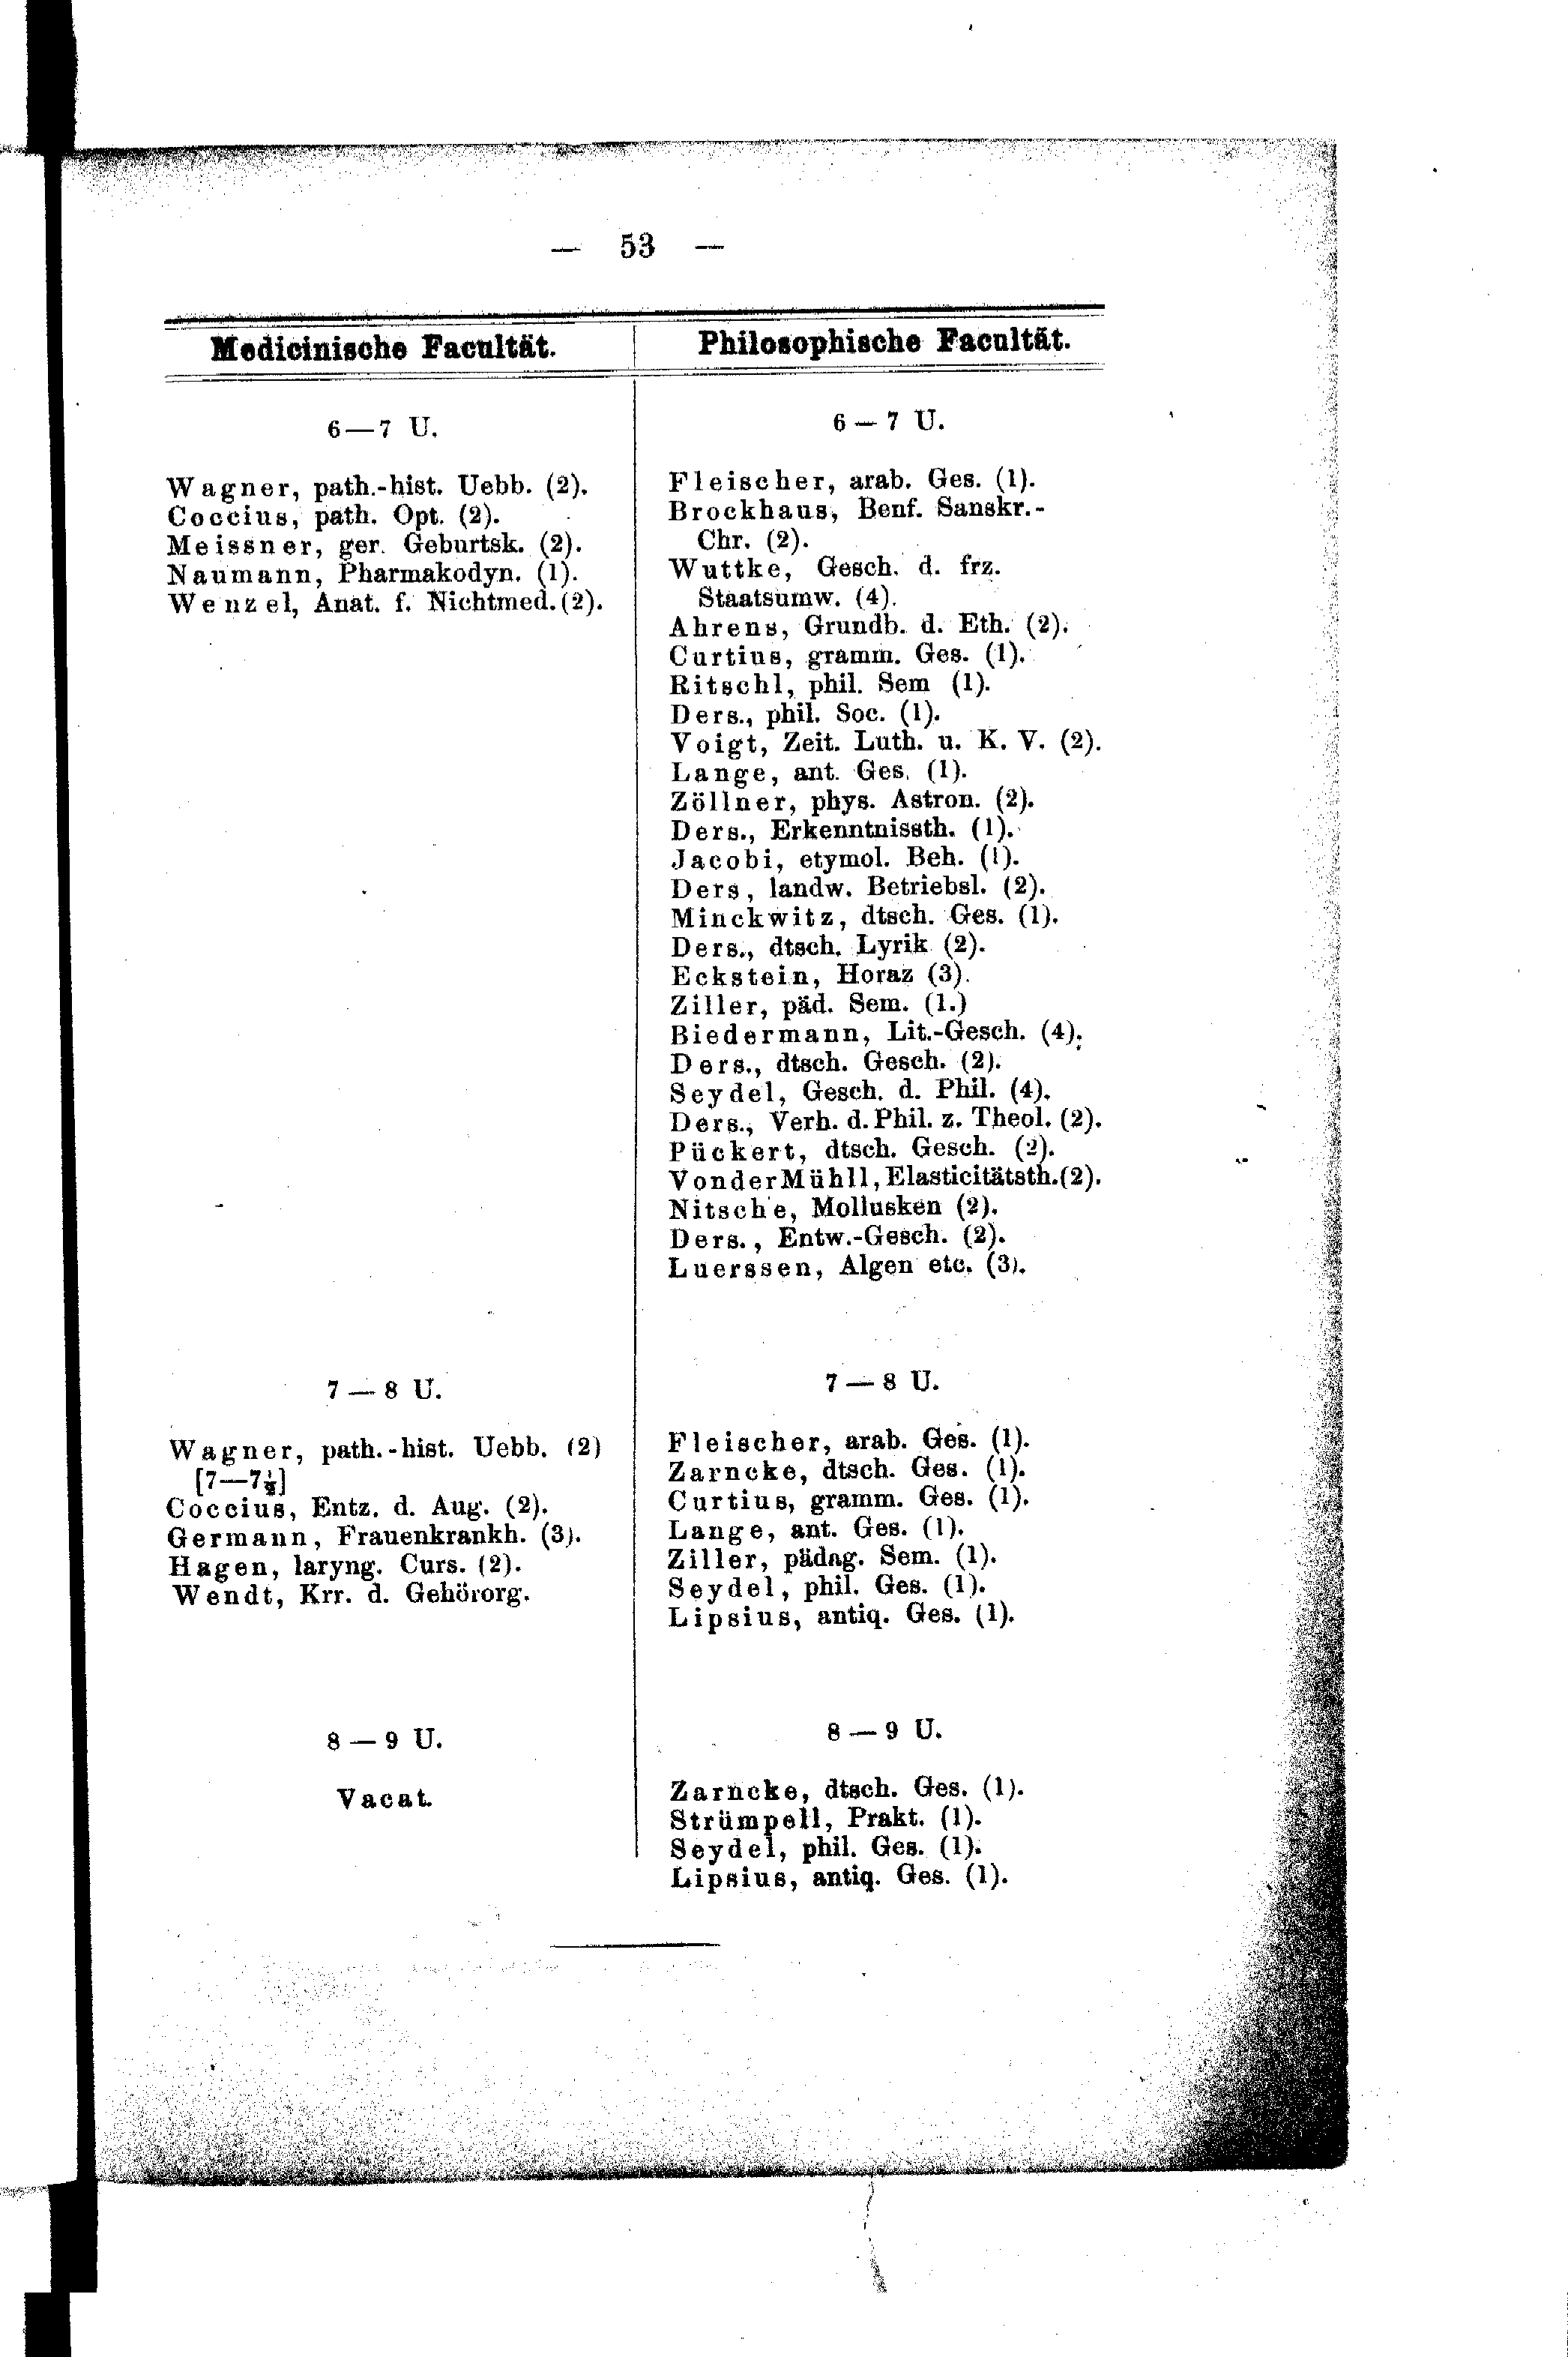 — 53 —
Medicinische Facultät.
6—7 U.
Wagner, path.-hist. Uebb. (2).
Coccius, path. Opt. (2).
Meissner, ger. Geburtsk. (2).
Naumann, Pharmakodyn. (1).
Wenzel, Anat. f. Nichtmed. (2).
7 — 8 U.
Wagner, path.-hist. Uebb. (2)
[7—7½]
Coccius, Entz. d. Aug. (2).
Germann, Frauenkrankh. (3).
Hagen, laryng. Curs. (2).
Wendt, Krr. d. Gehörorg.
8 — 9 U.
Vacat.
Philosophische Facultät.
6 — 7 U.
Fleischer, arab. Ges. (1).
Brockhaus, Benf. Sanskr.-
Chr. (2).
Wuttke, Gesch. d. frz.
Staatsumw. (4).
Ahrens, Grundb. d. Eth. (2).
Curtius, gramm. Ges. (1).
Ritschl, phil. Sem (1).
Ders., phil. Soc. (1).
Voigt, Zeit. Luth. u. K. V. (2).
Lange, ant. Ges. (1).
Zöllner, phys. Astron. (2).
Ders., Erkenntnissth. (1).
Jacobi, etymol. Beh. (1).
Ders, landw. Betriebsl. (2).
Minckwitz, dtsch. Ges. (1).
Ders., dtsch. Lyrik (2).
Eckstein, Horaz (3).
Ziller, päd. Sem. (1.)
Biedermann, Lit.-Gesch. (4).
Ders., dtsch. Gesch. (2).
Seydel, Gesch. d. Phil. (4).
Ders., Verh. d. Phil. z. Theol. (2).
Pückert, dtsch. Gesch. (2).
VonderMühll, Elasticitätsth. (2).
Nitsche, Mollusken (2).
Ders., Entw.-Gesch. (2).
Luerssen, Algen etc. (3).
7 — 8 U.
Fleischer, arab. Ges. (1).
Zarncke, dtsch. Ges. (1).
Curtius, gramm. Ges. (1).
Lange, ant. Ges. (1).
Ziller, pädag. Sem. (1).
Seydel, phil. Ges. (1).
Lipsius, antiq. Ges. (1).
8 — 9 U.
Zarncke, dtsch. Ges. (1).
Strümpell, Prakt. (1).
Seydel, phil. Ges. (1).
Lipsius, antiq. Ges. (1).